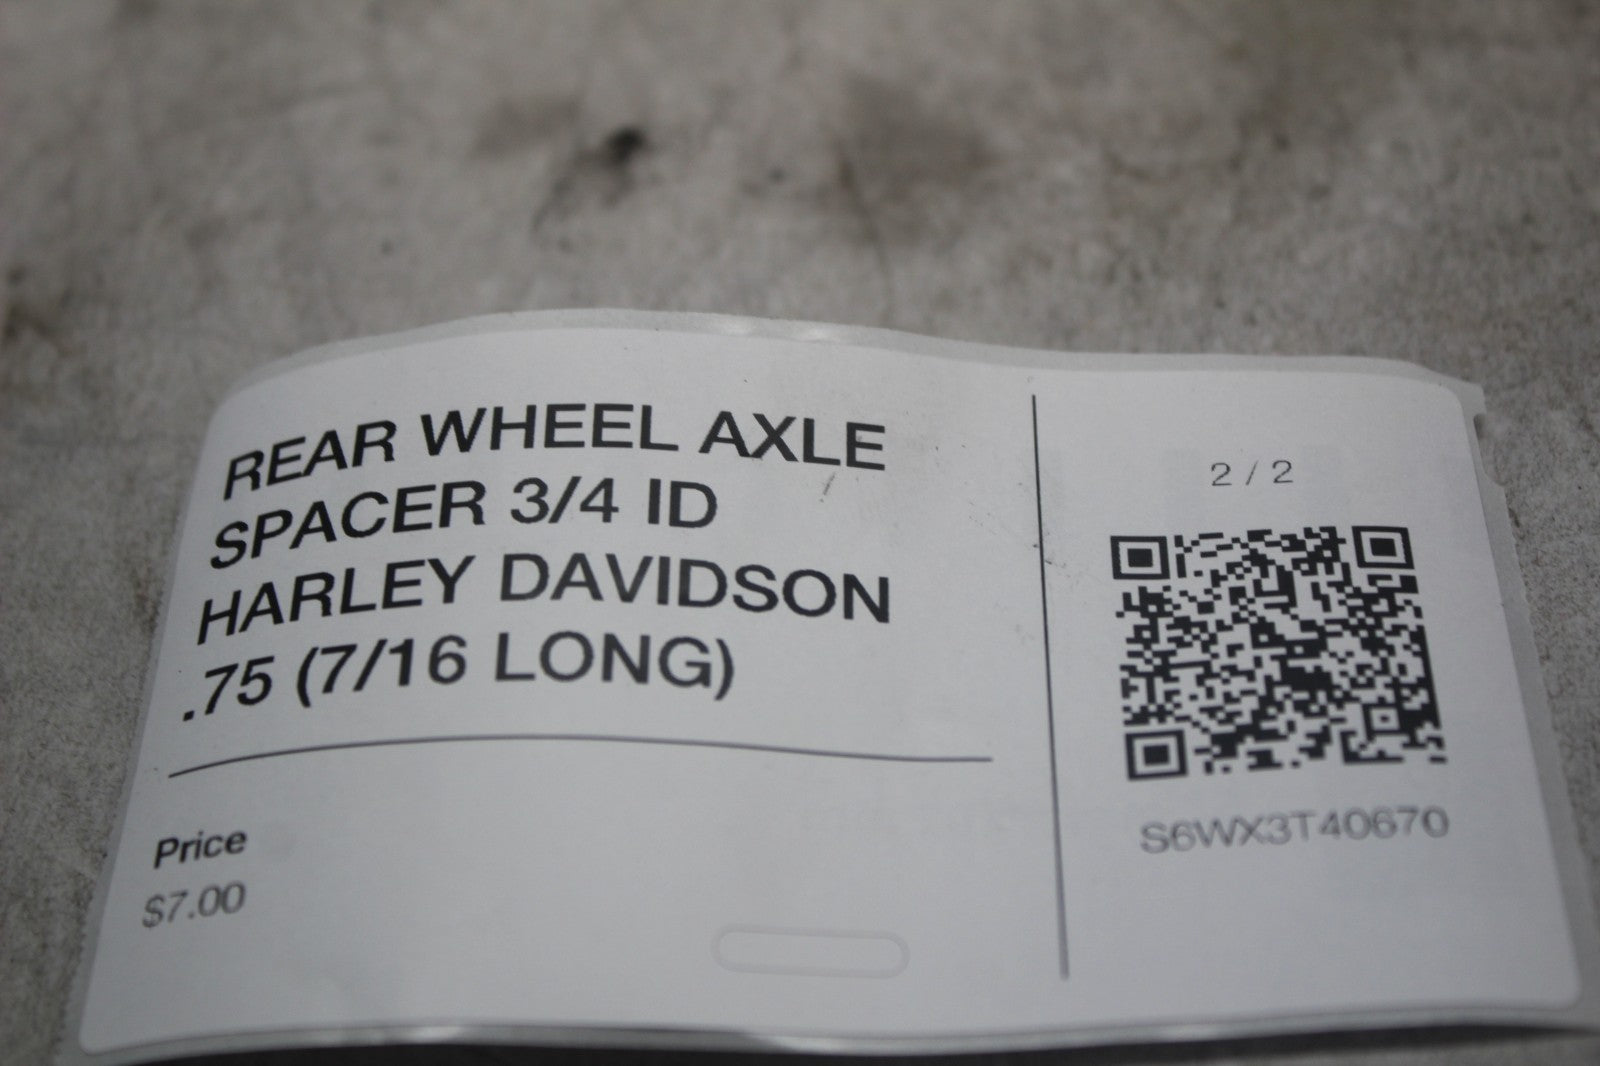 REAR WHEEL AXLE
SPACER 3/4 ID
HARLEY DAVIDSON
.75 (7/16 LONG)
Price
$7.00
2 / 2
S6WX3T40670